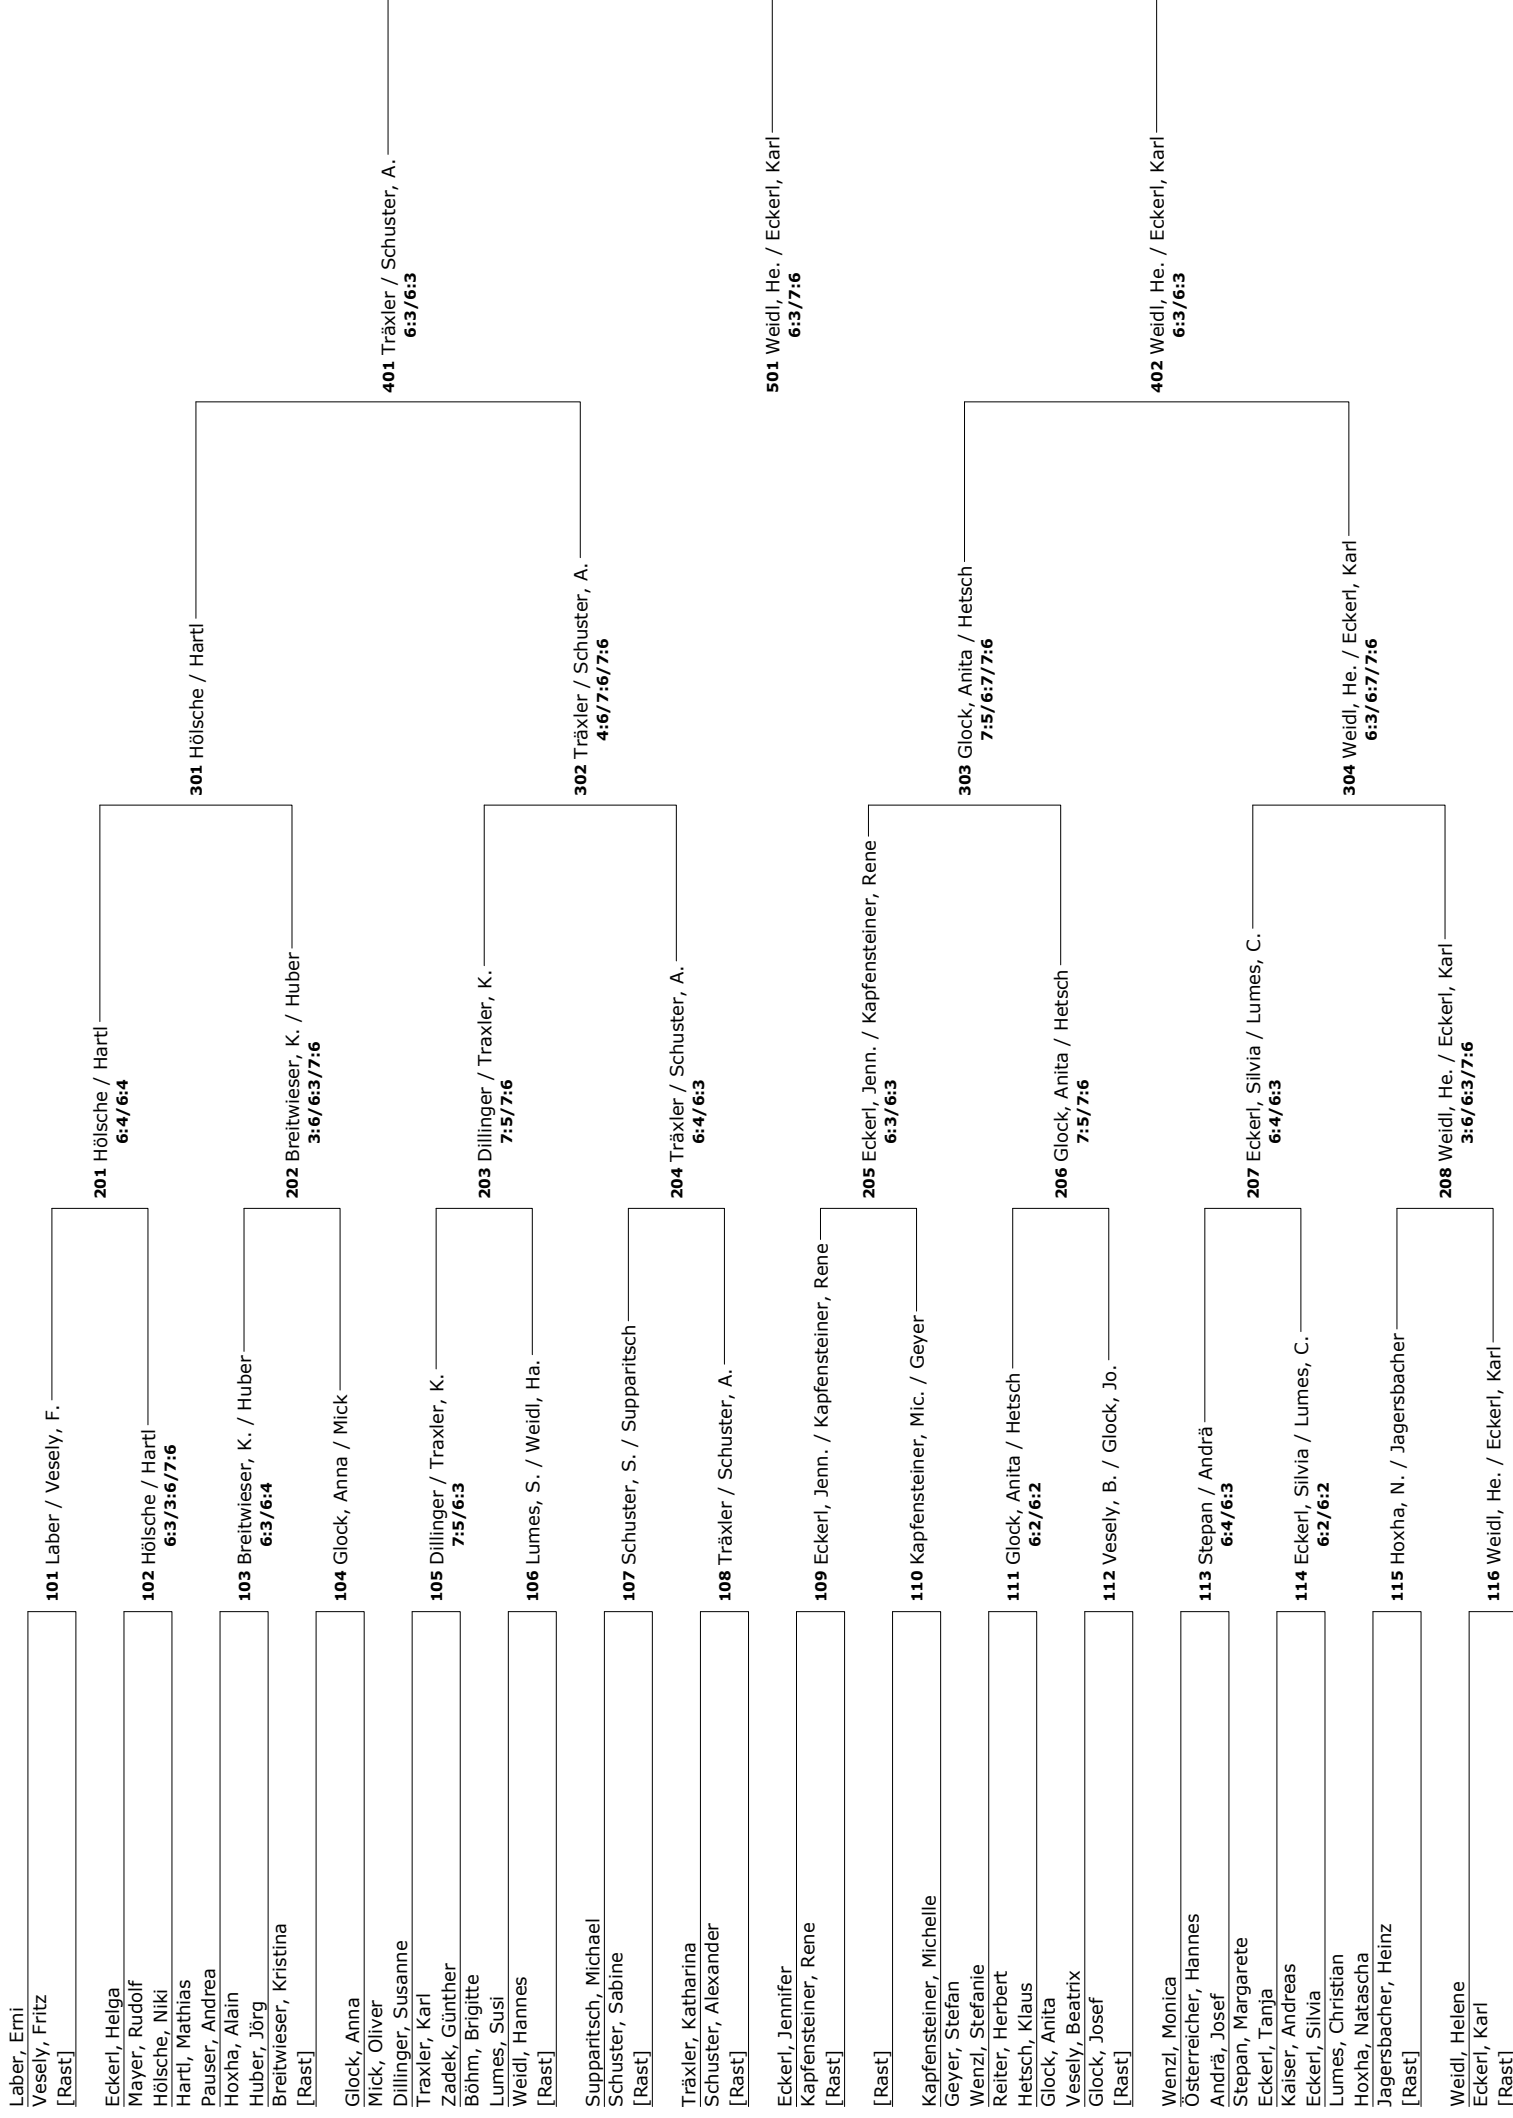 Laber, Erni
Vesely, Fritz
[Rast]
Eckerl, Helga
Mayer, Rudolf
Hölsche, Niki
Hartl, Mathias
Pauser, Andrea
Hoxha, Alain
Huber, Jörg
Breitwieser, Kristina
[Rast]
Glock, Anna
Mick, Oliver
Dillinger, Susanne
Traxler, Karl
Zadek, Günther
Böhm, Brigitte
Lumes, Susi
Weidl, Hannes
[Rast]
Supparitsch, Michael
Schuster, Sabine
[Rast]
Träxler, Katharina
Schuster, Alexander
[Rast]
Eckerl, Jennifer
Kapfensteiner, Rene
[Rast]
[Rast]
Kapfensteiner, Michelle
Geyer, Stefan
Wenzl, Stefanie
Reiter, Herbert
Hetsch, Klaus
Glock, Anita
Vesely, Beatrix
Glock, Josef
[Rast]
Wenzl, Monica
Österreicher, Hannes
Andrä, Josef
Stepan, Margarete
Eckerl, Tanja
Kaiser, Andreas
Eckerl, Silvia
Lumes, Christian
Hoxha, Natascha
Jagersbacher, Heinz
[Rast]
Weidl, Helene
Eckerl, Karl
[Rast]
101 Laber / Vesely, F.
102 Hölsche / Hartl
6:3/3:6/7:6
103 Breitwieser, K. / Huber
6:3/6:4
104 Glock, Anna / Mick
105 Dillinger / Traxler, K.
7:5/6:3
106 Lumes, S. / Weidl, Ha.
107 Schuster, S. / Supparitsch
108 Träxler / Schuster, A.
109 Eckerl, Jenn. / Kapfensteiner, Rene
110 Kapfensteiner, Mic. / Geyer
111 Glock, Anita / Hetsch
6:2/6:2
112 Vesely, B. / Glock, Jo.
113 Stepan / Andrä
6:4/6:3
114 Eckerl, Silvia / Lumes, C.
6:2/6:2
115 Hoxha, N. / Jagersbacher
116 Weidl, He. / Eckerl, Karl
201 Hölsche / Hartl
6:4/6:4
202 Breitwieser, K. / Huber
3:6/6:3/7:6
203 Dillinger / Traxler, K.
7:5/7:6
204 Träxler / Schuster, A.
6:4/6:3
205 Eckerl, Jenn. / Kapfensteiner, Rene
6:3/6:3
206 Glock, Anita / Hetsch
7:5/7:6
207 Eckerl, Silvia / Lumes, C.
6:4/6:3
208 Weidl, He. / Eckerl, Karl
3:6/6:3/7:6
301 Hölsche / Hartl
302 Träxler / Schuster, A.
4:6/7:6/7:6
303 Glock, Anita / Hetsch
7:5/6:7/7:6
304 Weidl, He. / Eckerl, Karl
6:3/6:7/7:6
401 Träxler / Schuster, A.
6:3/6:3
402 Weidl, He. / Eckerl, Karl
6:3/6:3
501 Weidl, He. / Eckerl, Karl
6:3/7:6